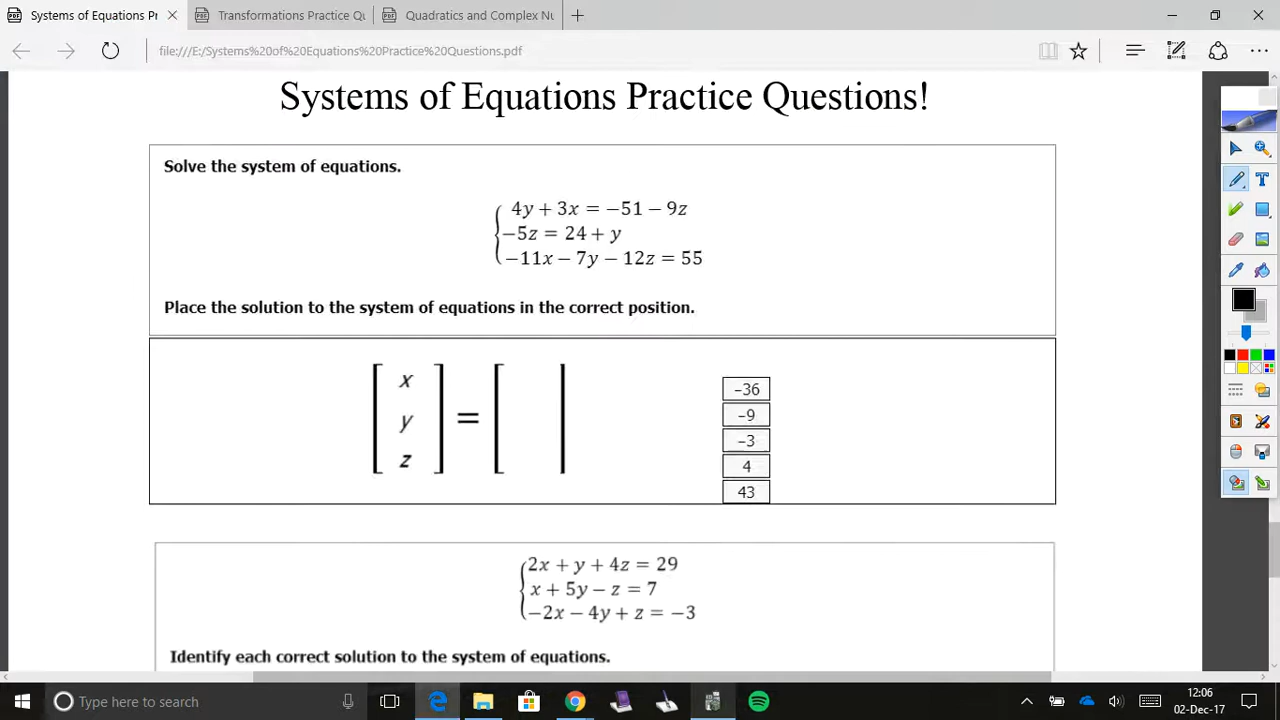 Systems of Equations Pr
Transformations Practice Qu
Quadratics and Complex Nu
file:///E:/Systems%20of%20Equations%20Practice%20Questions.pdf
Systems of Equations Practice Questions!
Solve the system of equations.
4y + 3x = −51 − 9z
−5z = 24 + y
−11x − 7y − 12z = 55
Place the solution to the system of equations in the correct position.
x
y
=
z
−36
−9
−3
4
43
2x + y + 4z = 29
x + 5y − z = 7
−2x − 4y + z = −3
Identify each correct solution to the system of equations.
Type here to search
12:06
02-Dec-17